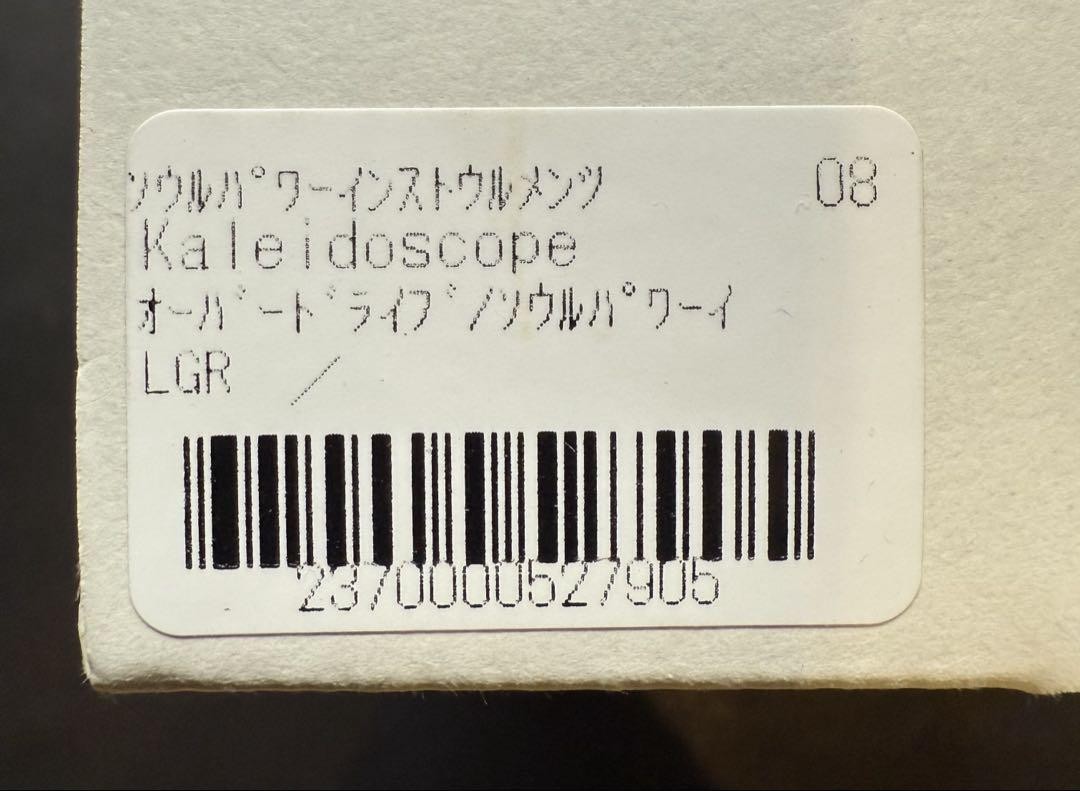 ソウルパワーインストウルメンツ 08
Kaleidoscope
オーバードライブ/ソウルパワーイ
LGR /
2370000527905